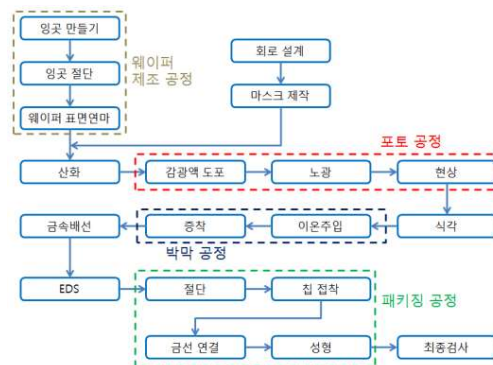 잉곳 만들기
잉곳 절단
웨이퍼 표면연마
웨이퍼
제조 공정
회로 설계
마스크 제작
포토 공정
산화
감광액 도포
노광
현상
금속배선
증착
이온주입
식각
박막 공정
EDS
절단
칩 접착
패키징 공정
금선 연결
성형
최종검사